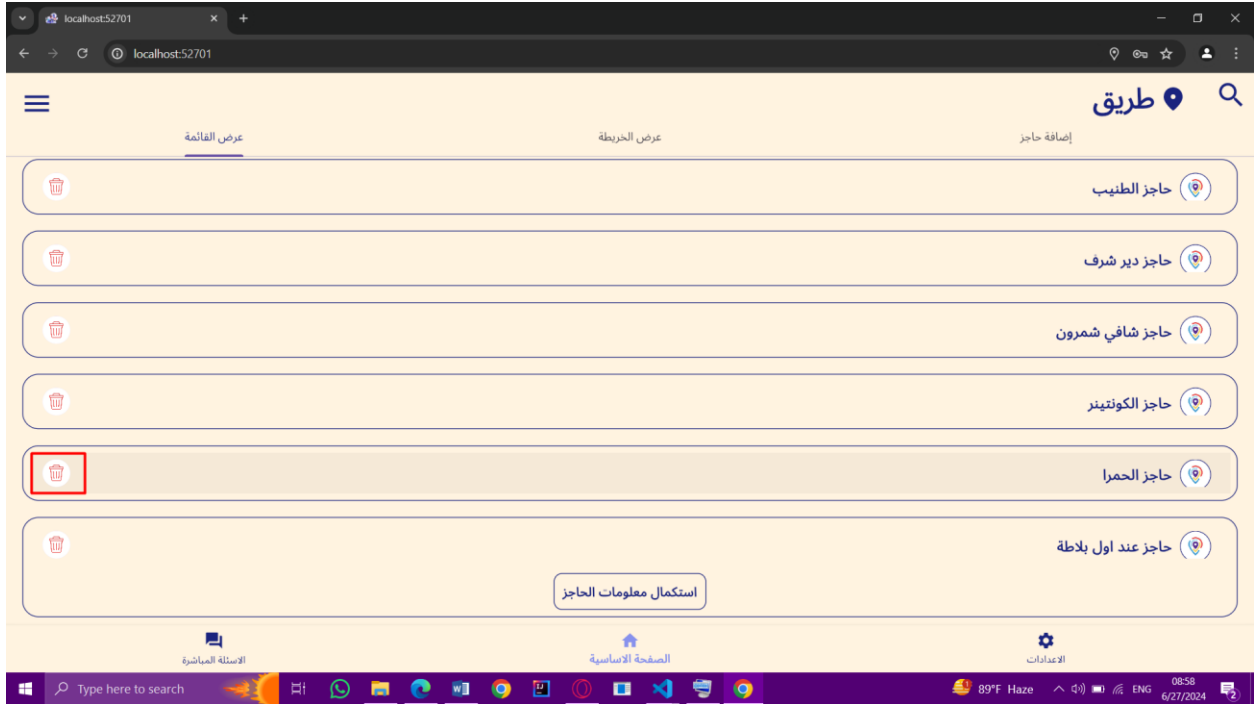 localhost:52701
localhost:52701
طريق
إضافة حاجز
عرض الخريطة
عرض القائمة
حاجز الطنيب
حاجز دير شرف
حاجز شافي شمرون
حاجز الكونتينر
حاجز الحمرا
حاجز عند اول بلاطة
استكمال معلومات الحاجز
الاعدادات
الصفحة الاساسية
الاسئلة المباشرة
Type here to search
89°F Haze
ENG
08:58
6/27/2024
2